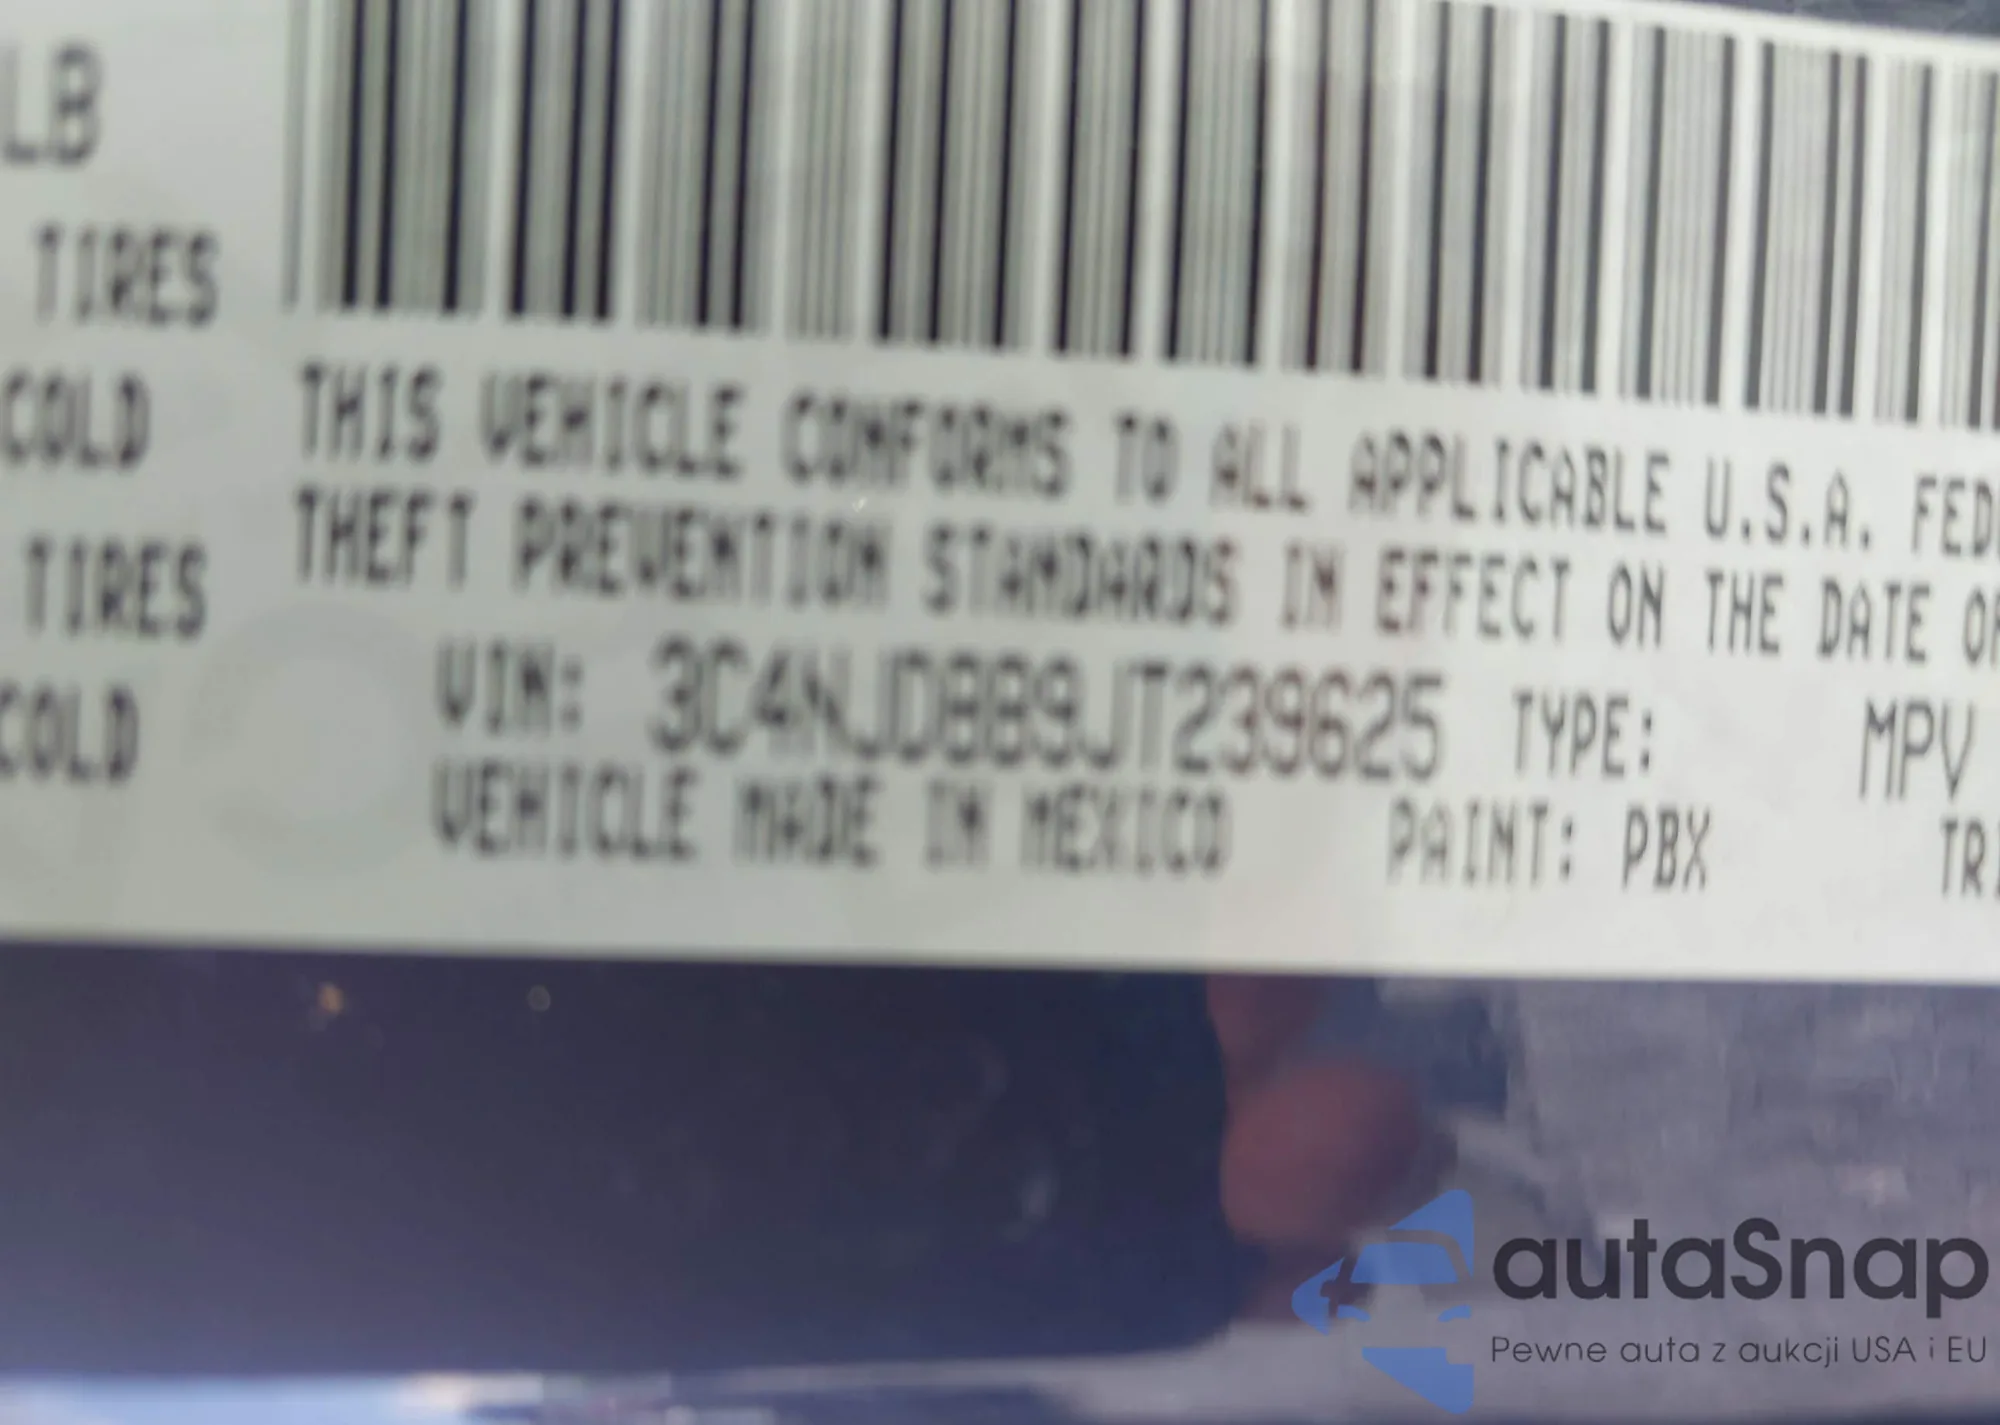 LB
TIRES
COLD
TIRES
COLD
THIS VEHICLE CONFORMS TO ALL APPLICABLE U.S.A. FED
THEFT PREVENTION STANDARDS IN EFFECT ON THE DATE OF
VIN: 3C4NJDBB9JT239625 TYPE: MPV
VEHICLE MADE IN MEXICO PAINT: PBX TRI
autaSnap
Pewne auta z aukcji USA i EU